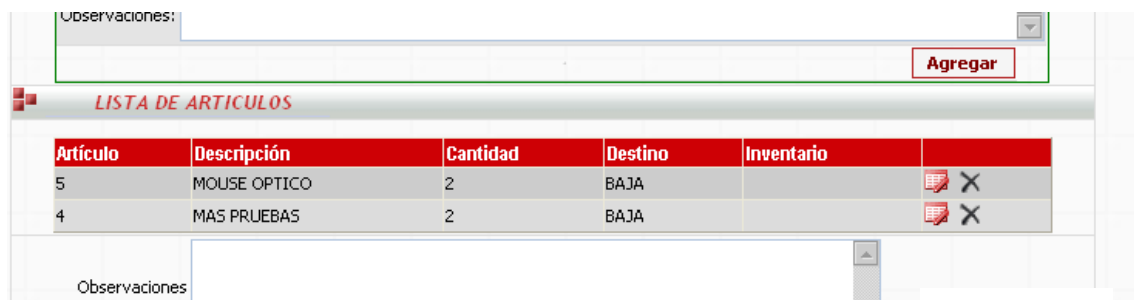 Observaciones:
Agregar
LISTA DE ARTICULOS
Artículo Descripción Cantidad Destino Inventario
5 MOUSE OPTICO 2 BAJA
4 MAS PRUEBAS 2 BAJA
Observaciones